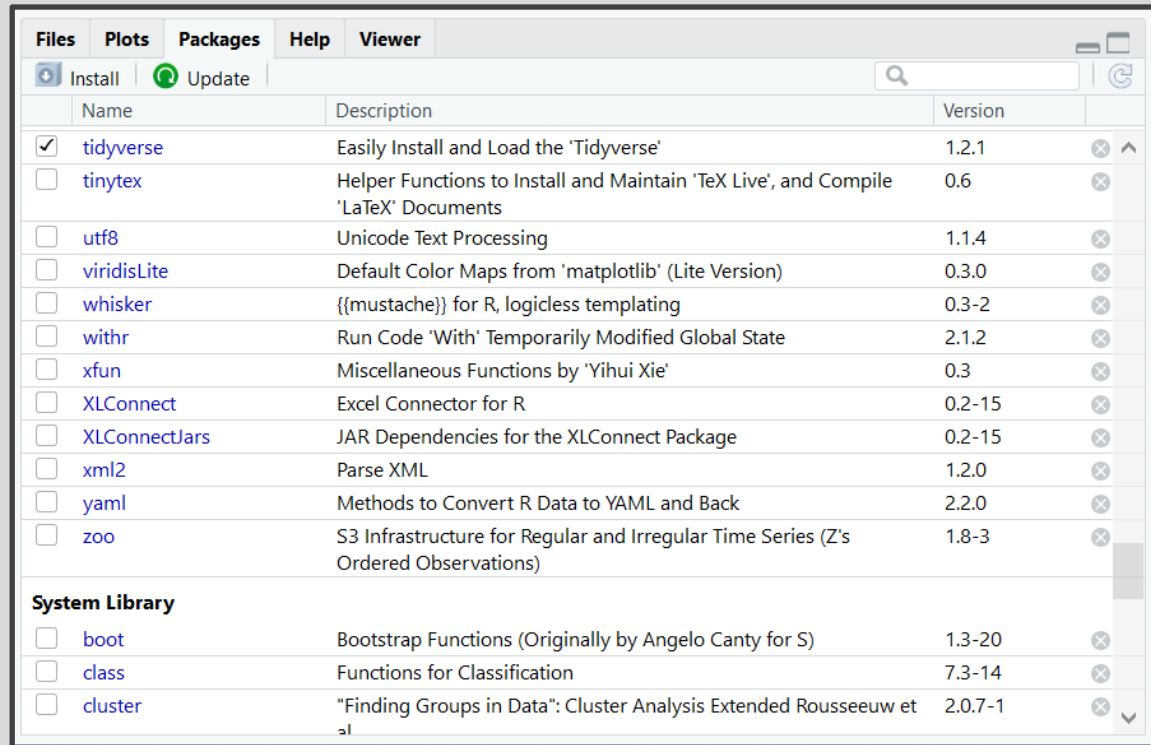 Files Plots Packages Help Viewer
Install Update
Name Description Version
tidyverse Easily Install and Load the 'Tidyverse' 1.2.1
tinytex Helper Functions to Install and Maintain 'TeX Live', and Compile 0.6
'LaTeX' Documents
utf8 Unicode Text Processing 1.1.4
viridisLite Default Color Maps from 'matplotlib' (Lite Version) 0.3.0
whisker {{mustache}} for R, logicless templating 0.3-2
withr Run Code 'With' Temporarily Modified Global State 2.1.2
xfun Miscellaneous Functions by 'Yihui Xie' 0.3
XLConnect Excel Connector for R 0.2-15
XLConnectJars JAR Dependencies for the XLConnect Package 0.2-15
xml2 Parse XML 1.2.0
yaml Methods to Convert R Data to YAML and Back 2.2.0
zoo S3 Infrastructure for Regular and Irregular Time Series (Z's 1.8-3
Ordered Observations)
System Library
boot Bootstrap Functions (Originally by Angelo Canty for S) 1.3-20
class Functions for Classification 7.3-14
cluster "Finding Groups in Data": Cluster Analysis Extended Rousseeuw et 2.0.7-1
al